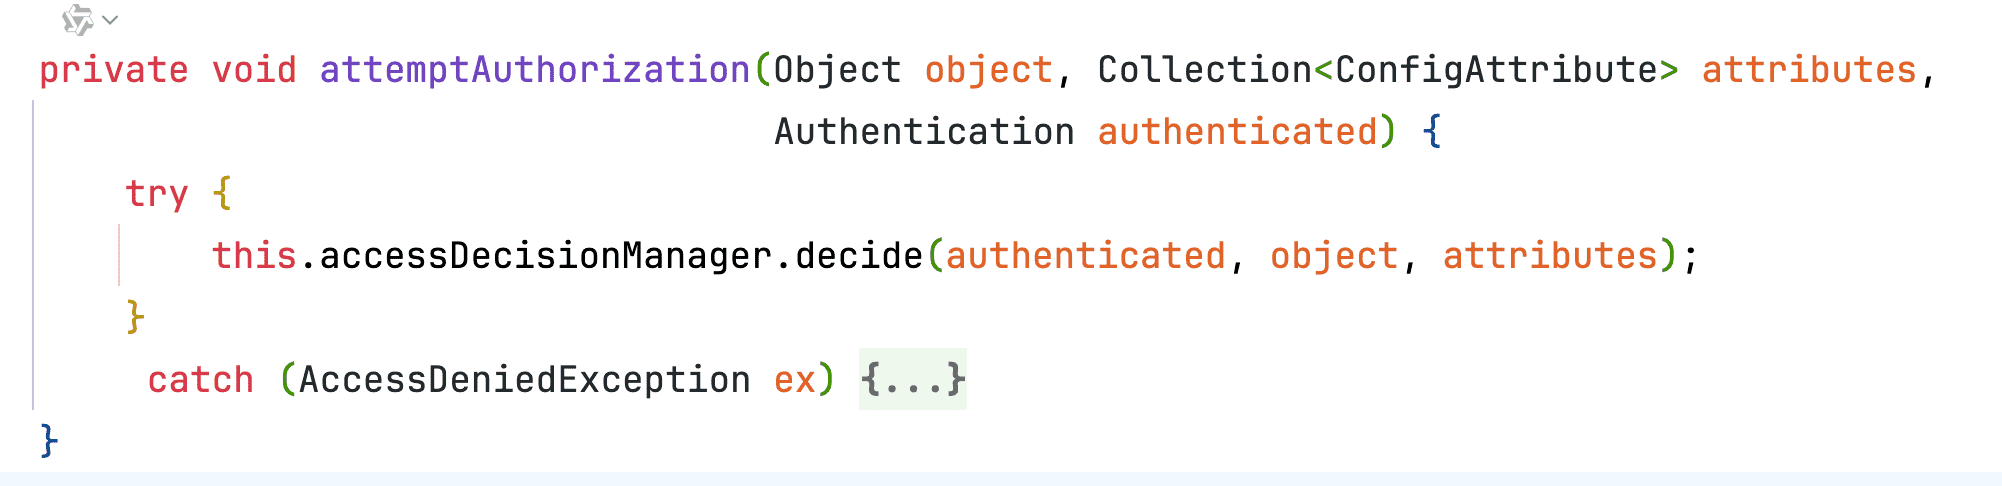 private void attemptAuthorization(Object object, Collection<ConfigAttribute> attributes,
Authentication authenticated) {
try {
this.accessDecisionManager.decide(authenticated, object, attributes);
}
catch (AccessDeniedException ex) {...}
}